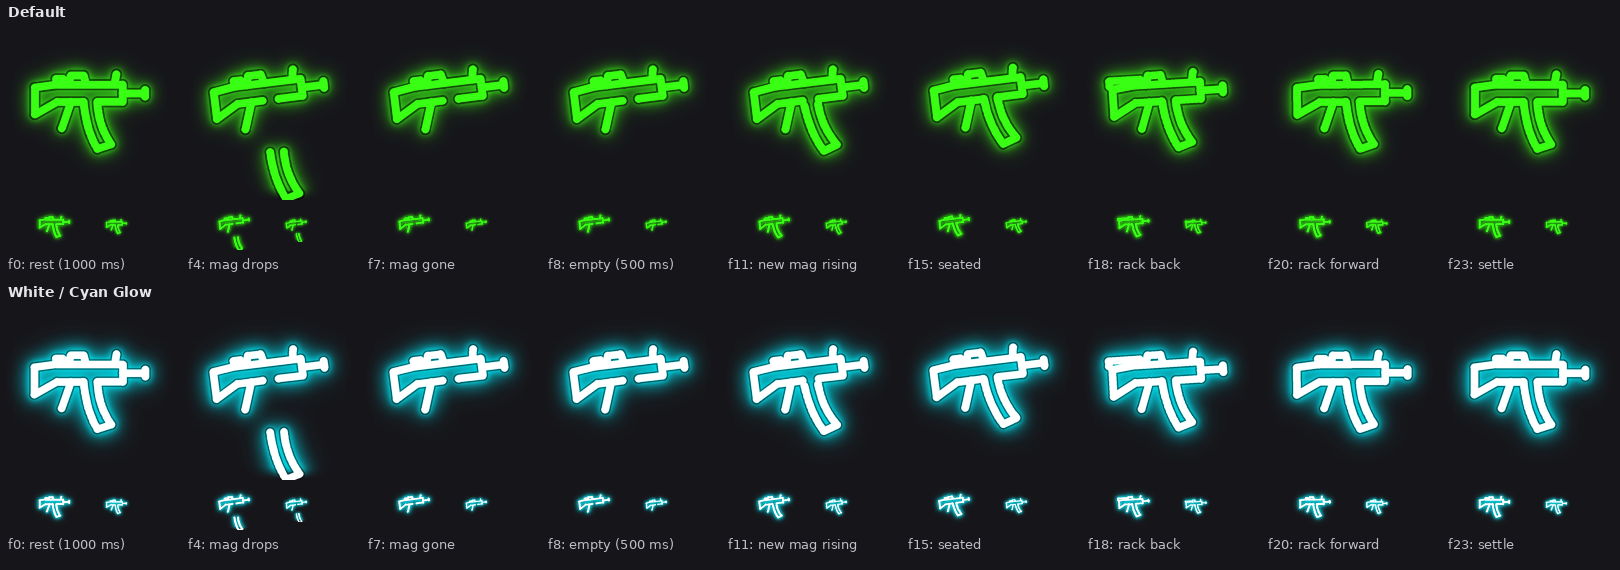 Default
f0: rest (1000 ms) f4: mag drops f7: mag gone f8: empty (500 ms) f11: new mag rising f15: seated f18: rack back f20: rack forward f23: settle
White / Cyan Glow
f0: rest (1000 ms) f4: mag drops f7: mag gone f8: empty (500 ms) f11: new mag rising f15: seated f18: rack back f20: rack forward f23: settle